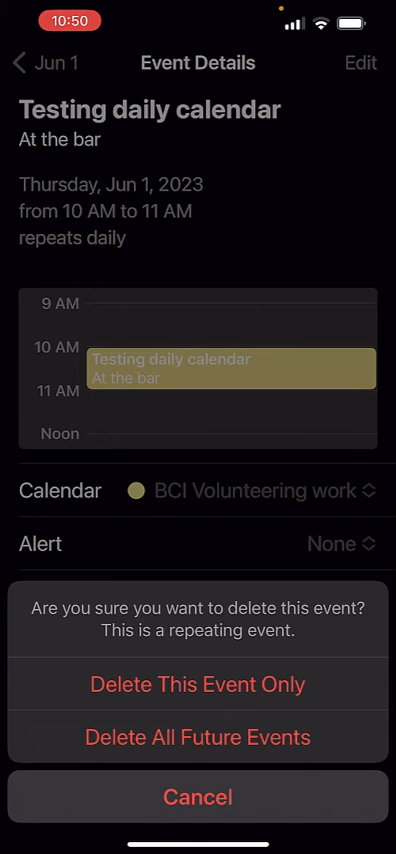 10:50
Jun 1
Event Details
Edit
Testing daily calendar
At the bar
Thursday, Jun 1, 2023
from 10 AM to 11 AM
repeats daily
9 AM
10 AM
Testing daily calendar
At the bar
11 AM
Noon
Calendar
BCI Volunteering work
Alert
None
Are you sure you want to delete this event?
This is a repeating event.
Delete This Event Only
Delete All Future Events
Cancel